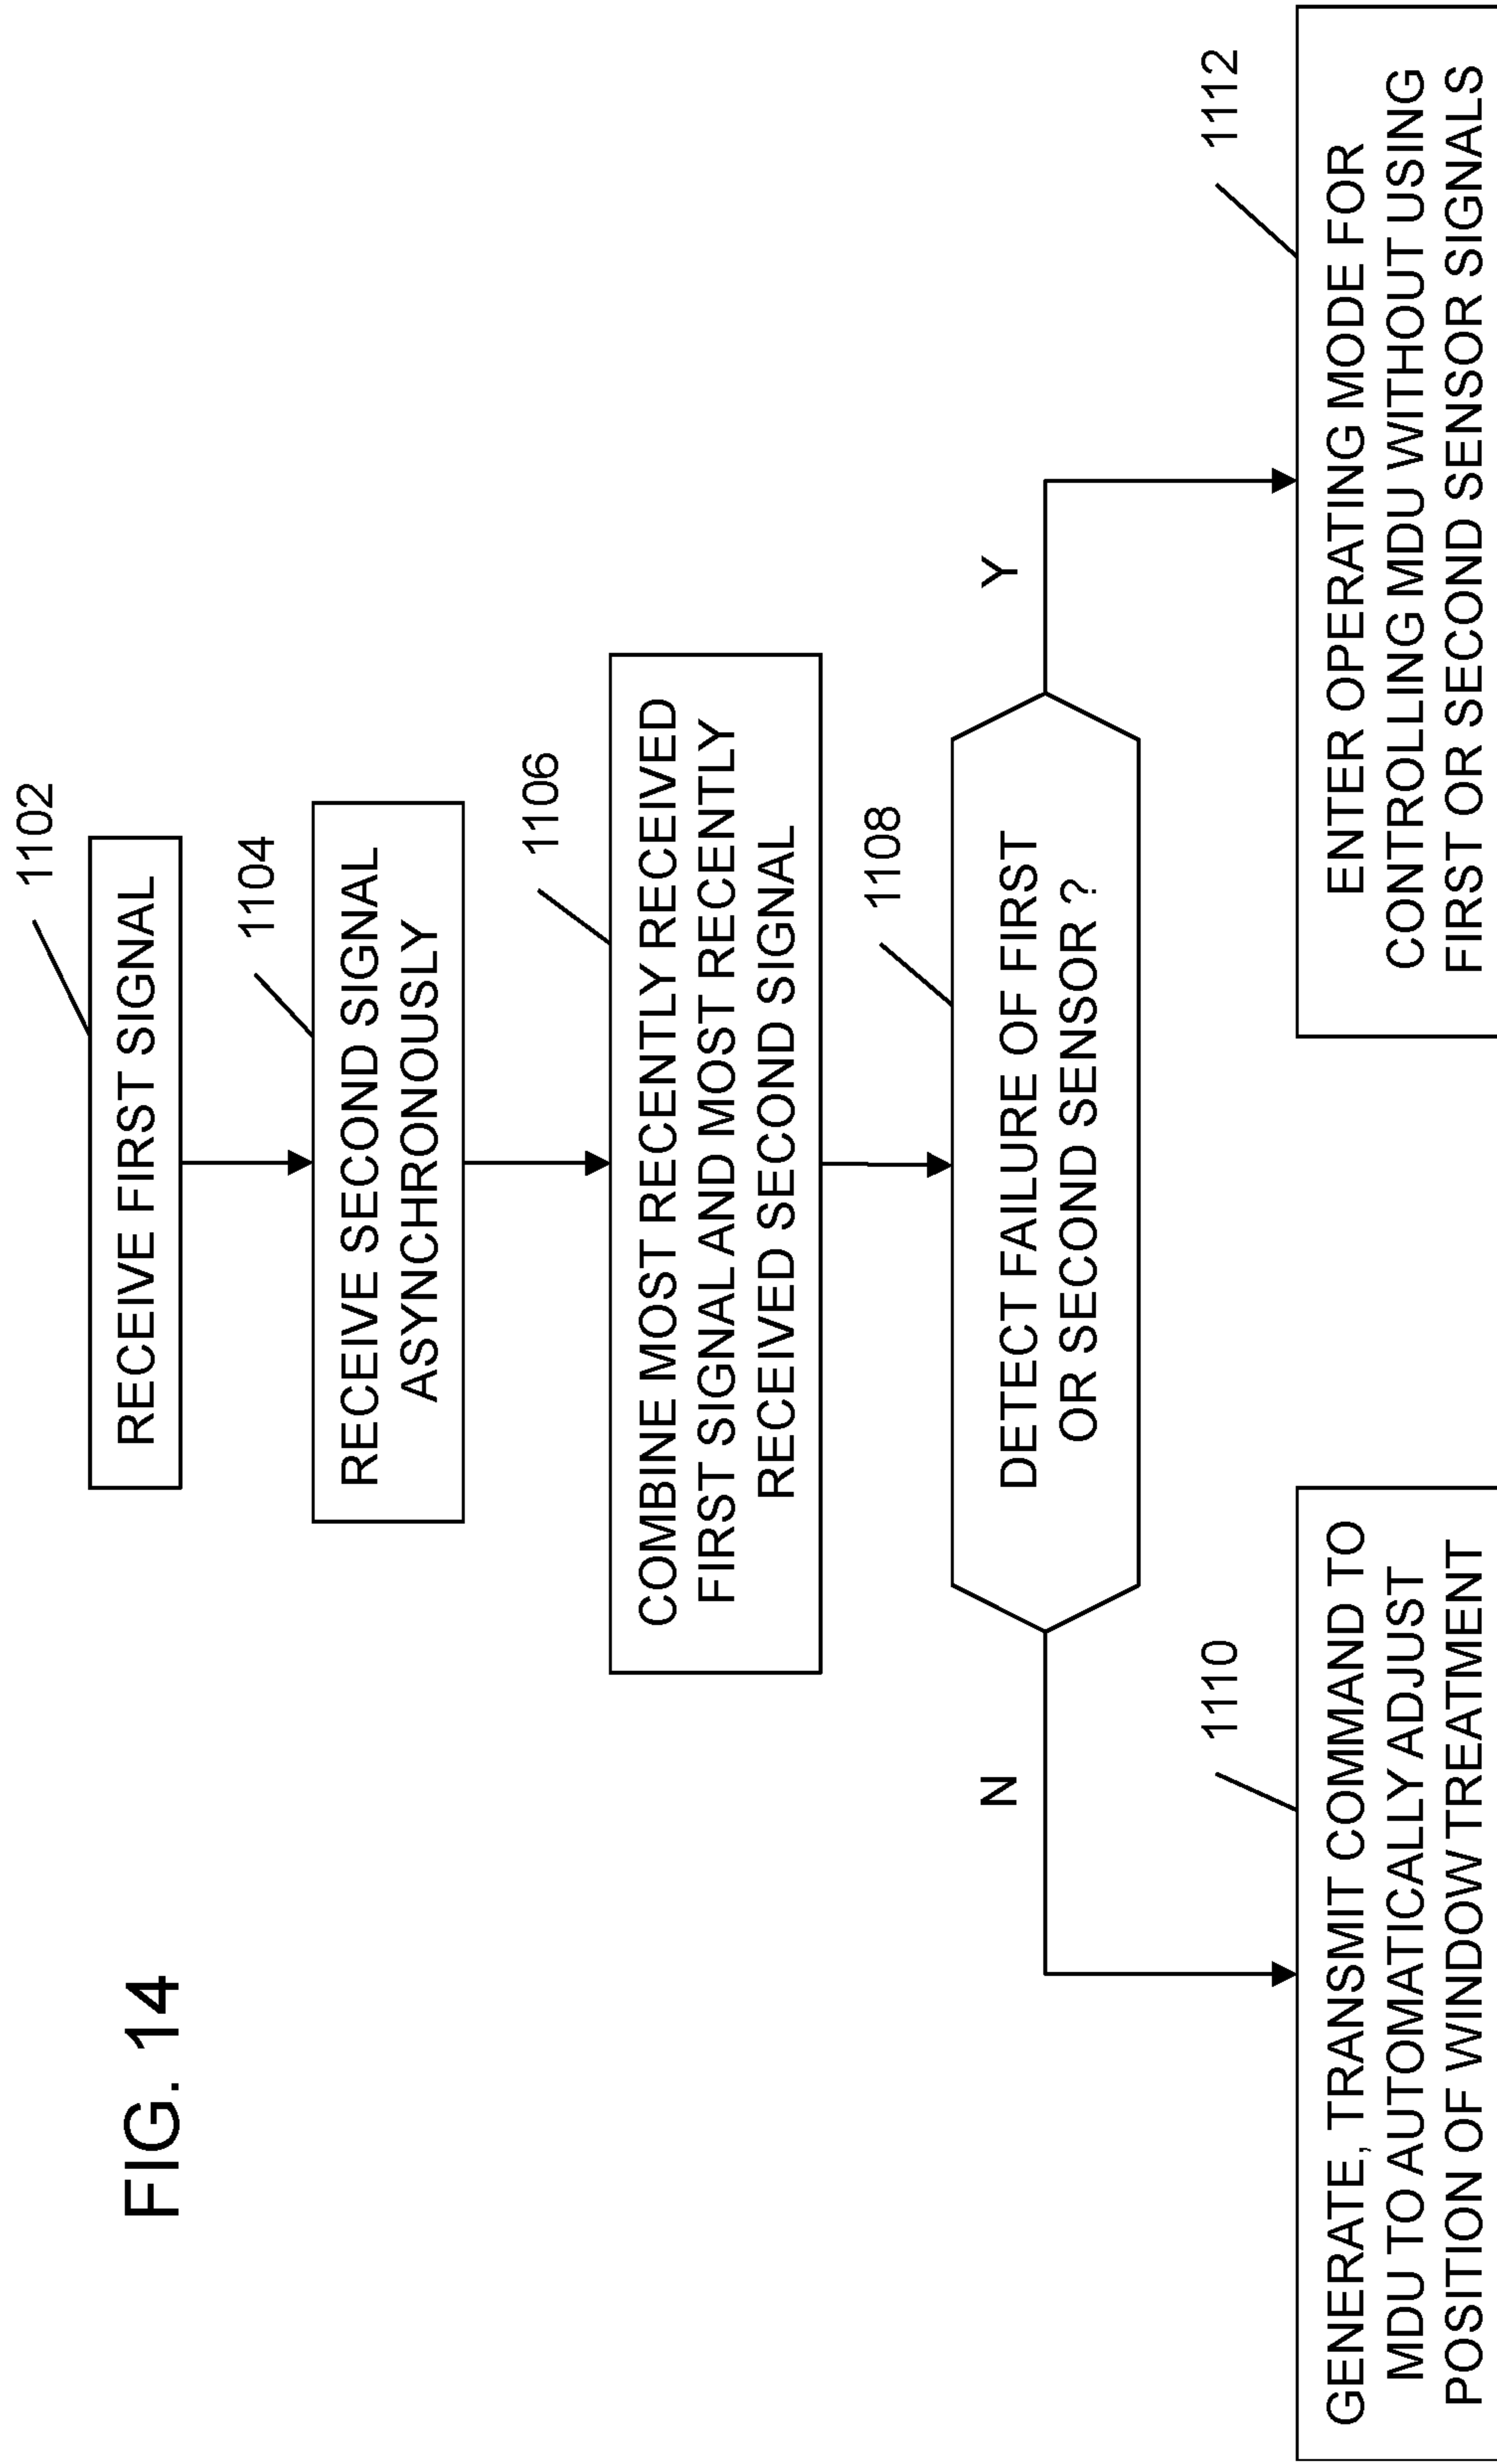 FIG. 14
1102
RECEIVE FIRST SIGNAL
1104
RECEIVE SECOND SIGNAL
ASYNCHRONOUSLY
1106
COMBINE MOST RECENTLY RECEIVED
FIRST SIGNAL AND MOST RECENTLY
RECEIVED SECOND SIGNAL
1108
DETECT FAILURE OF FIRST
OR SECOND SENSOR ?
N
Y
1110
GENERATE, TRANSMIT COMMAND TO
MDU TO AUTOMATICALLY ADJUST
POSITION OF WINDOW TREATMENT
1112
ENTER OPERATING MODE FOR
CONTROLLING MDU WITHOUT USING
FIRST OR SECOND SENSOR SIGNALS